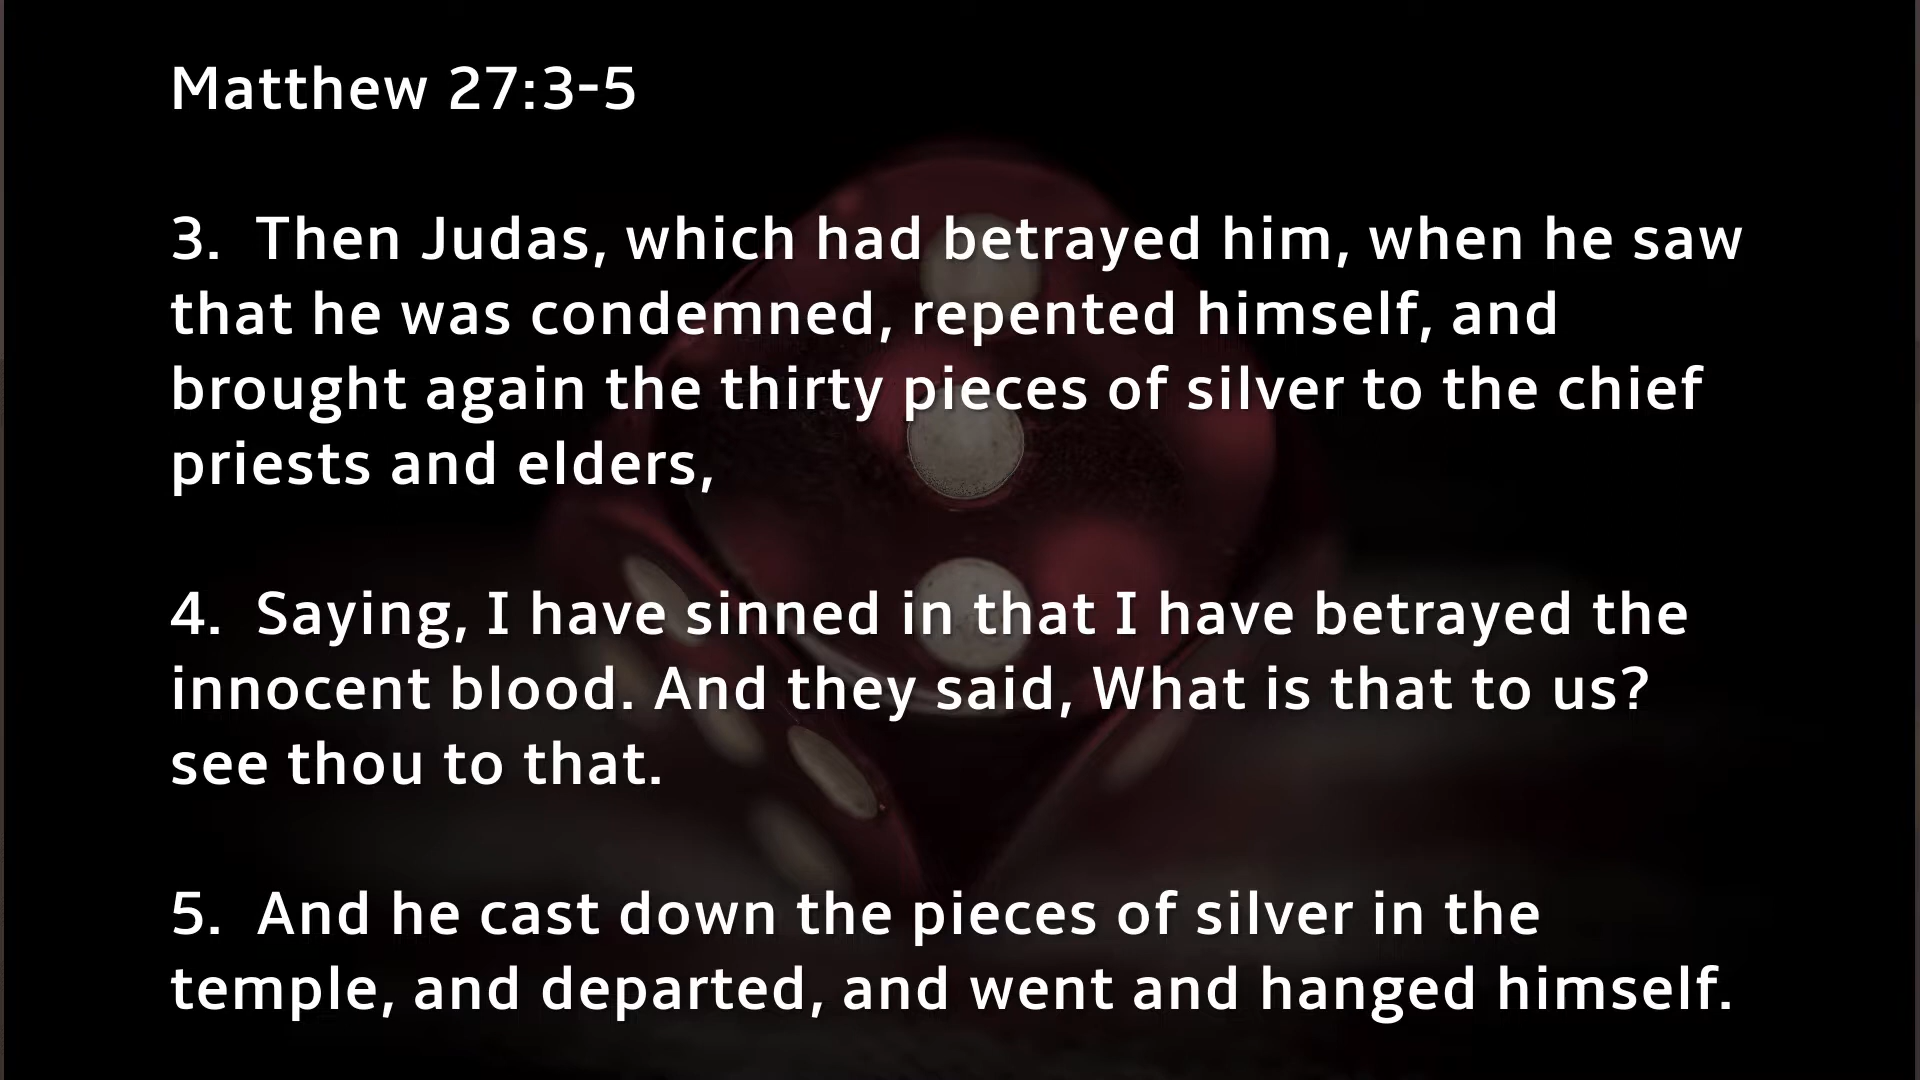 Matthew 27:3-5
3.  Then Judas, which had betrayed him, when he saw
that he was condemned, repented himself, and
brought again the thirty pieces of silver to the chief
priests and elders,
4.  Saying, I have sinned in that I have betrayed the
innocent blood. And they said, What is that to us?
see thou to that.
5.  And he cast down the pieces of silver in the
temple, and departed, and went and hanged himself.